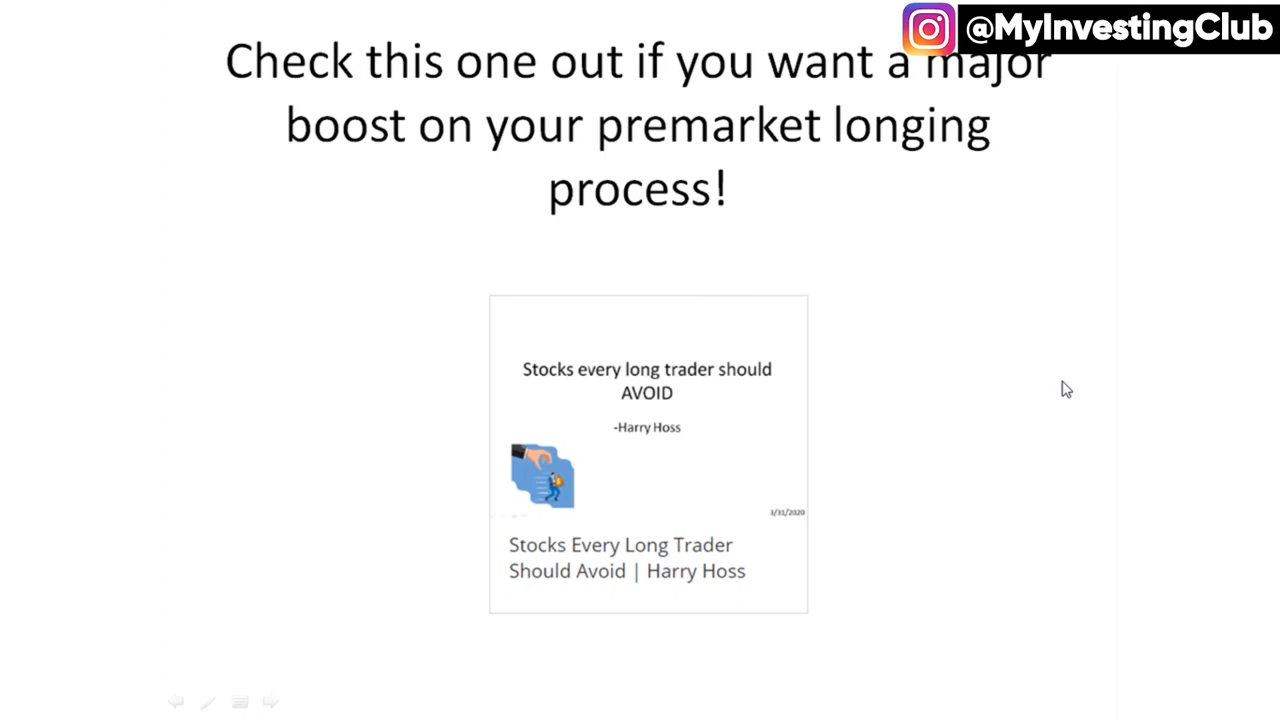 @MyInvestingClub
Check this one out if you want a major
boost on your premarket longing
process!
Stocks every long trader should
AVOID
-Harry Hoss
3/31/2020
Stocks Every Long Trader
Should Avoid | Harry Hoss